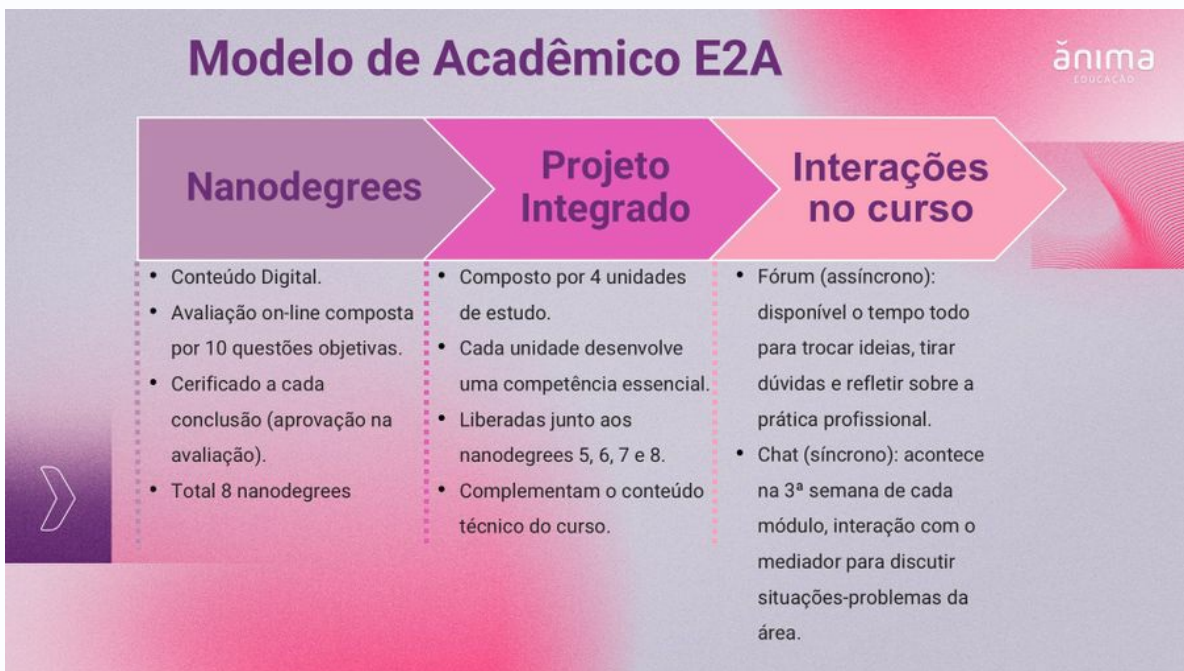 Modelo de Acadêmico E2A
ănıma
EDUCAÇÃO
Nanodegrees
Projeto
Integrado
Interações
no curso
• Conteúdo Digital.
• Avaliação on-line composta
por 10 questões objetivas.
• Cerificado a cada
conclusão (aprovação na
avaliação).
• Total 8 nanodegrees
• Composto por 4 unidades
de estudo.
• Cada unidade desenvolve
uma competência essencial.
• Liberadas junto aos
nanodegrees 5, 6, 7 e 8.
• Complementam o conteúdo
técnico do curso.
• Fórum (assíncrono):
disponível o tempo todo
para trocar ideias, tirar
dúvidas e refletir sobre a
prática profissional.
• Chat (síncrono): acontece
na 3ª semana de cada
módulo, interação com o
mediador para discutir
situações-problemas da
área.